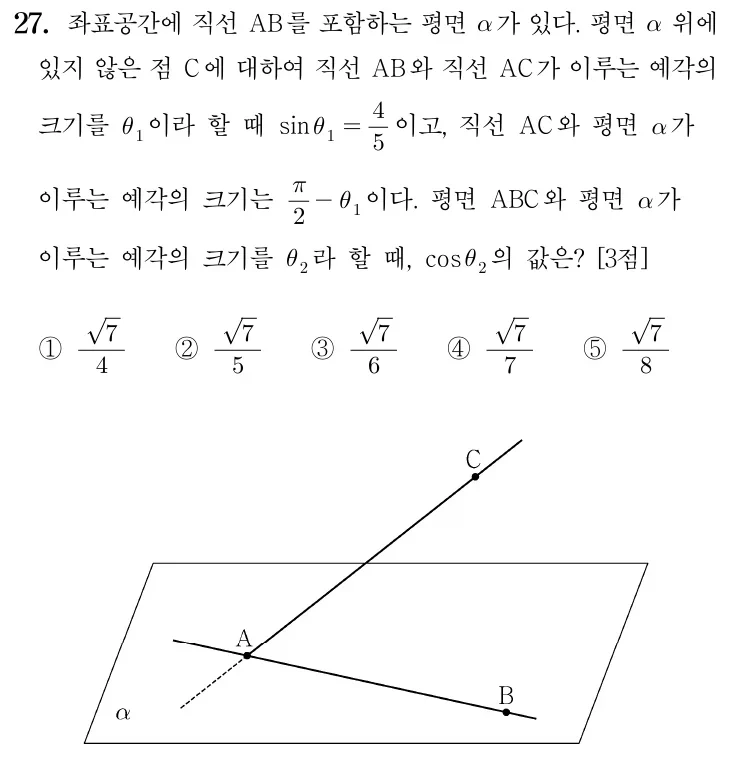 27. 좌표공간에 직선 AB를 포함하는 평면 α가 있다. 평면 α 위에
있지 않은 점 C에 대하여 직선 AB와 직선 AC가 이루는 예각의
크기를 θ₁이라 할 때 sinθ₁ = 4/5 이고, 직선 AC와 평면 α가
이루는 예각의 크기는 π/2 − θ₁이다. 평면 ABC와 평면 α가
이루는 예각의 크기를 θ₂라 할 때, cosθ₂의 값은? [3점]
① √7/4 ② √7/5 ③ √7/6 ④ √7/7 ⑤ √7/8
C
A
B
α